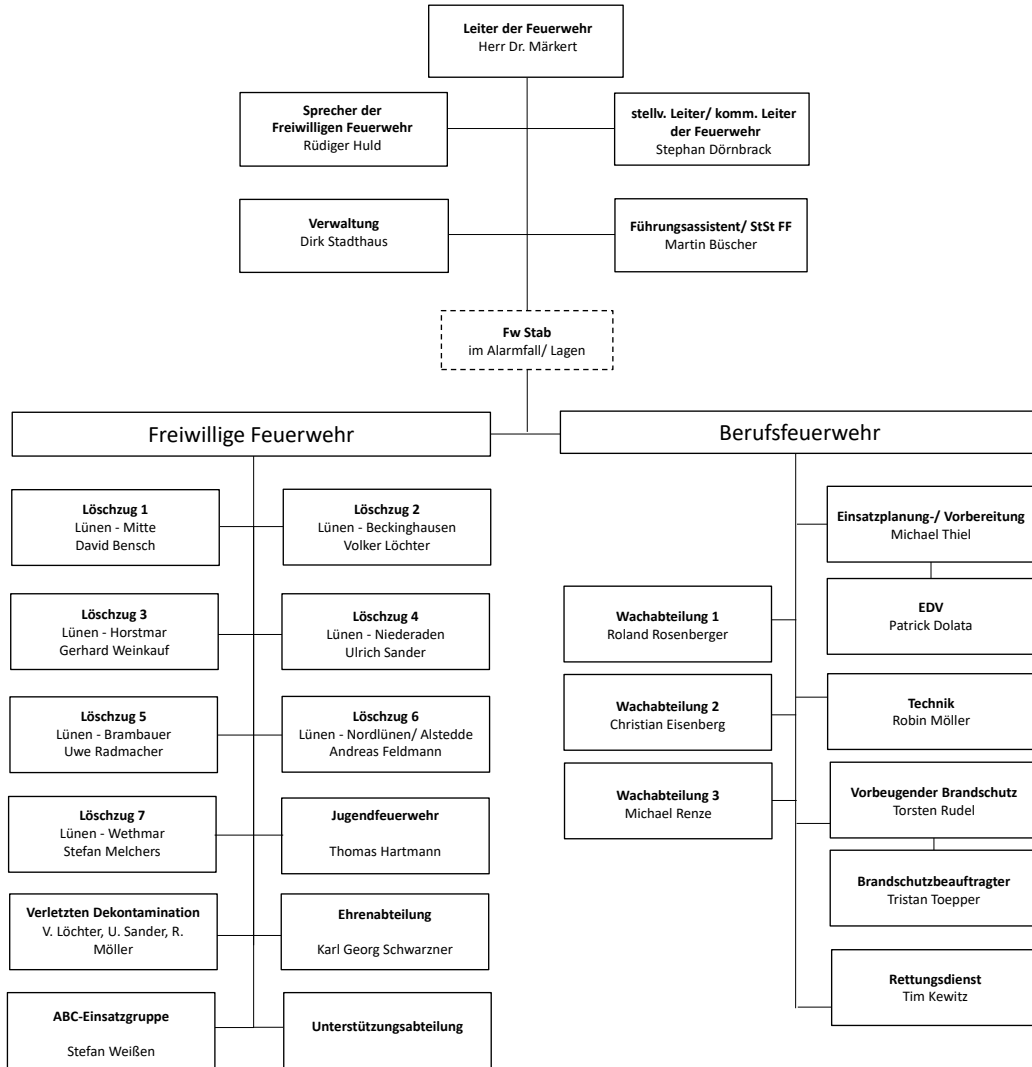 Leiter der Feuerwehr
Herr Dr. Märkert
Sprecher der
Freiwilligen Feuerwehr
Rüdiger Huld
stellv. Leiter/ komm. Leiter
der Feuerwehr
Stephan Dörnbrack
Verwaltung
Dirk Stadthaus
Führungsassistent/ StSt FF
Martin Büscher
Fw Stab
im Alarmfall/ Lagen
Freiwillige Feuerwehr
Löschzug 1
Lünen - Mitte
David Bensch
Löschzug 2
Lünen - Beckinghausen
Volker Löchter
Löschzug 3
Lünen - Horstmar
Gerhard Weinkauf
Löschzug 4
Lünen - Niederaden
Ulrich Sander
Löschzug 5
Lünen - Brambauer
Uwe Radmacher
Löschzug 6
Lünen - Nordlünen/ Alstedde
Andreas Feldmann
Löschzug 7
Lünen - Wethmar
Stefan Melchers
Jugendfeuerwehr
Thomas Hartmann
Verletzten Dekontamination
V. Löchter, U. Sander, R.
Möller
Ehrenabteilung
Karl Georg Schwarzner
ABC-Einsatzgruppe
Stefan Weißen
Unterstützungsabteilung
Berufsfeuerwehr
Wachabteilung 1
Roland Rosenberger
Wachabteilung 2
Christian Eisenberg
Wachabteilung 3
Michael Renze
Einsatzplanung-/ Vorbereitung
Michael Thiel
EDV
Patrick Dolata
Technik
Robin Möller
Vorbeugender Brandschutz
Torsten Rudel
Brandschutzbeauftragter
Tristan Toepper
Rettungsdienst
Tim Kewitz